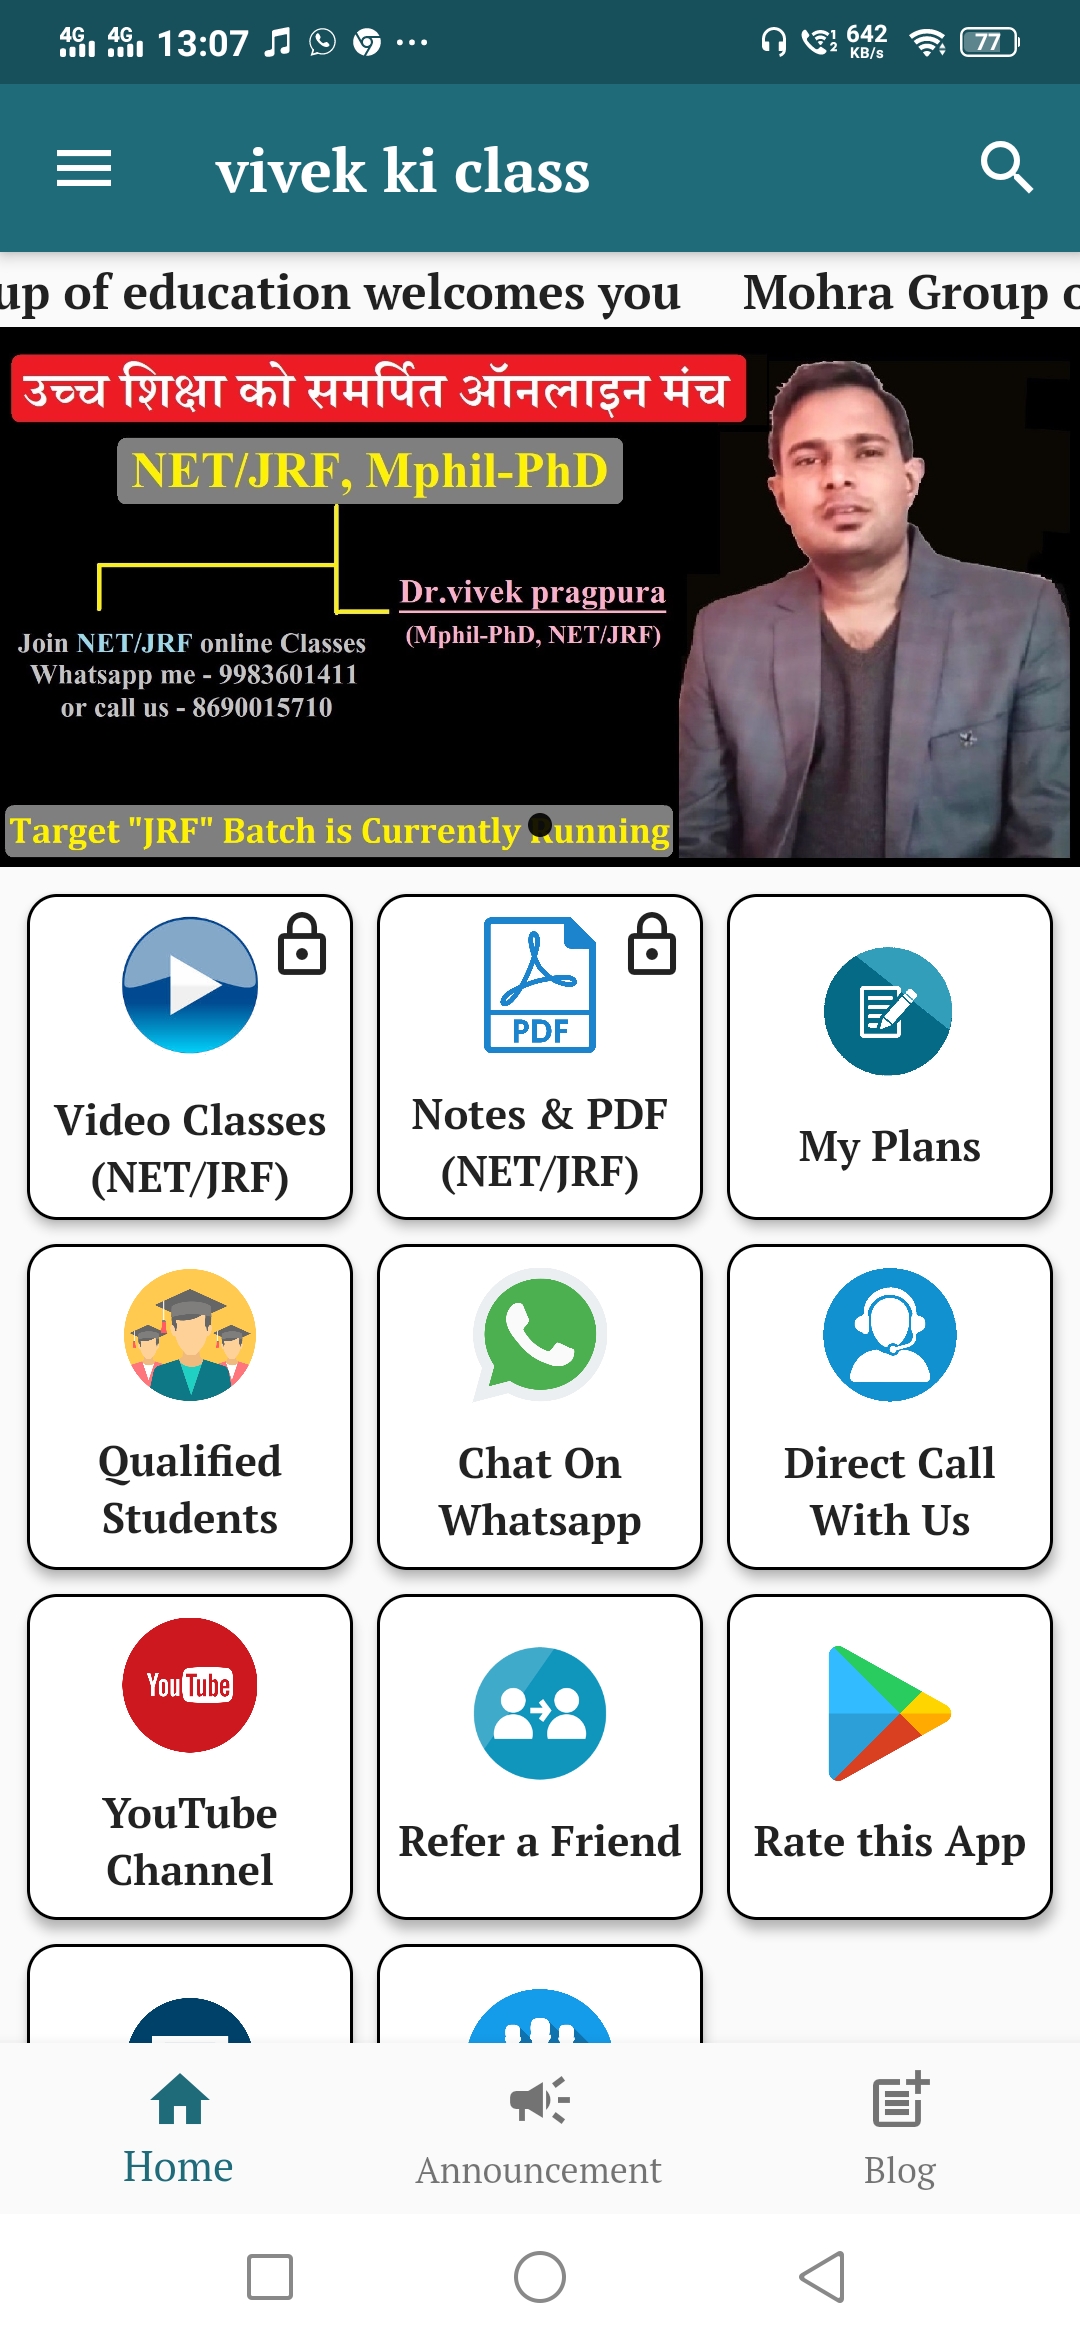 4G 4G 13:07 642 KB/s 77
vivek ki class
up of education welcomes you Mohra Group o
उच्च शिक्षा को समर्पित ऑनलाइन मंच
NET/JRF, Mphil-PhD
Dr.vivek pragpura
(Mphil-PhD, NET/JRF)
Join NET/JRF online Classes
Whatsapp me - 9983601411
or call us - 8690015710
Target "JRF" Batch is Currently Running
Video Classes
(NET/JRF)
PDF
Notes & PDF
(NET/JRF)
My Plans
Qualified
Students
Chat On
Whatsapp
Direct Call
With Us
YouTube
YouTube
Channel
Refer a Friend
Rate this App
Home
Announcement
Blog